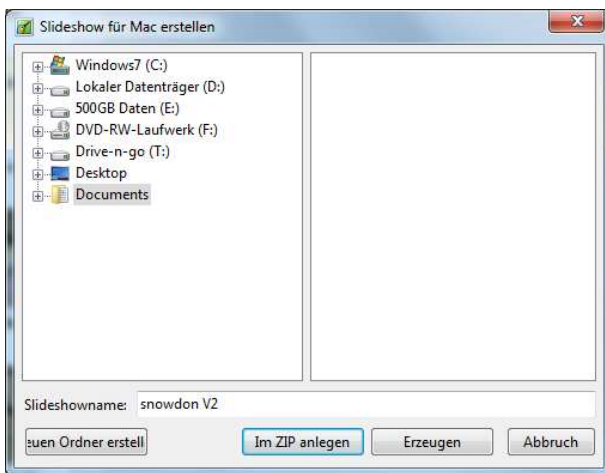 Slideshow für Mac erstellen
Windows7 (C:)
Lokaler Datenträger (D:)
500GB Daten (E:)
DVD-RW-Laufwerk (F:)
Drive-n-go (T:)
Desktop
Documents
Slideshowname: snowdon V2
euen Ordner erstell Im ZIP anlegen Erzeugen Abbruch